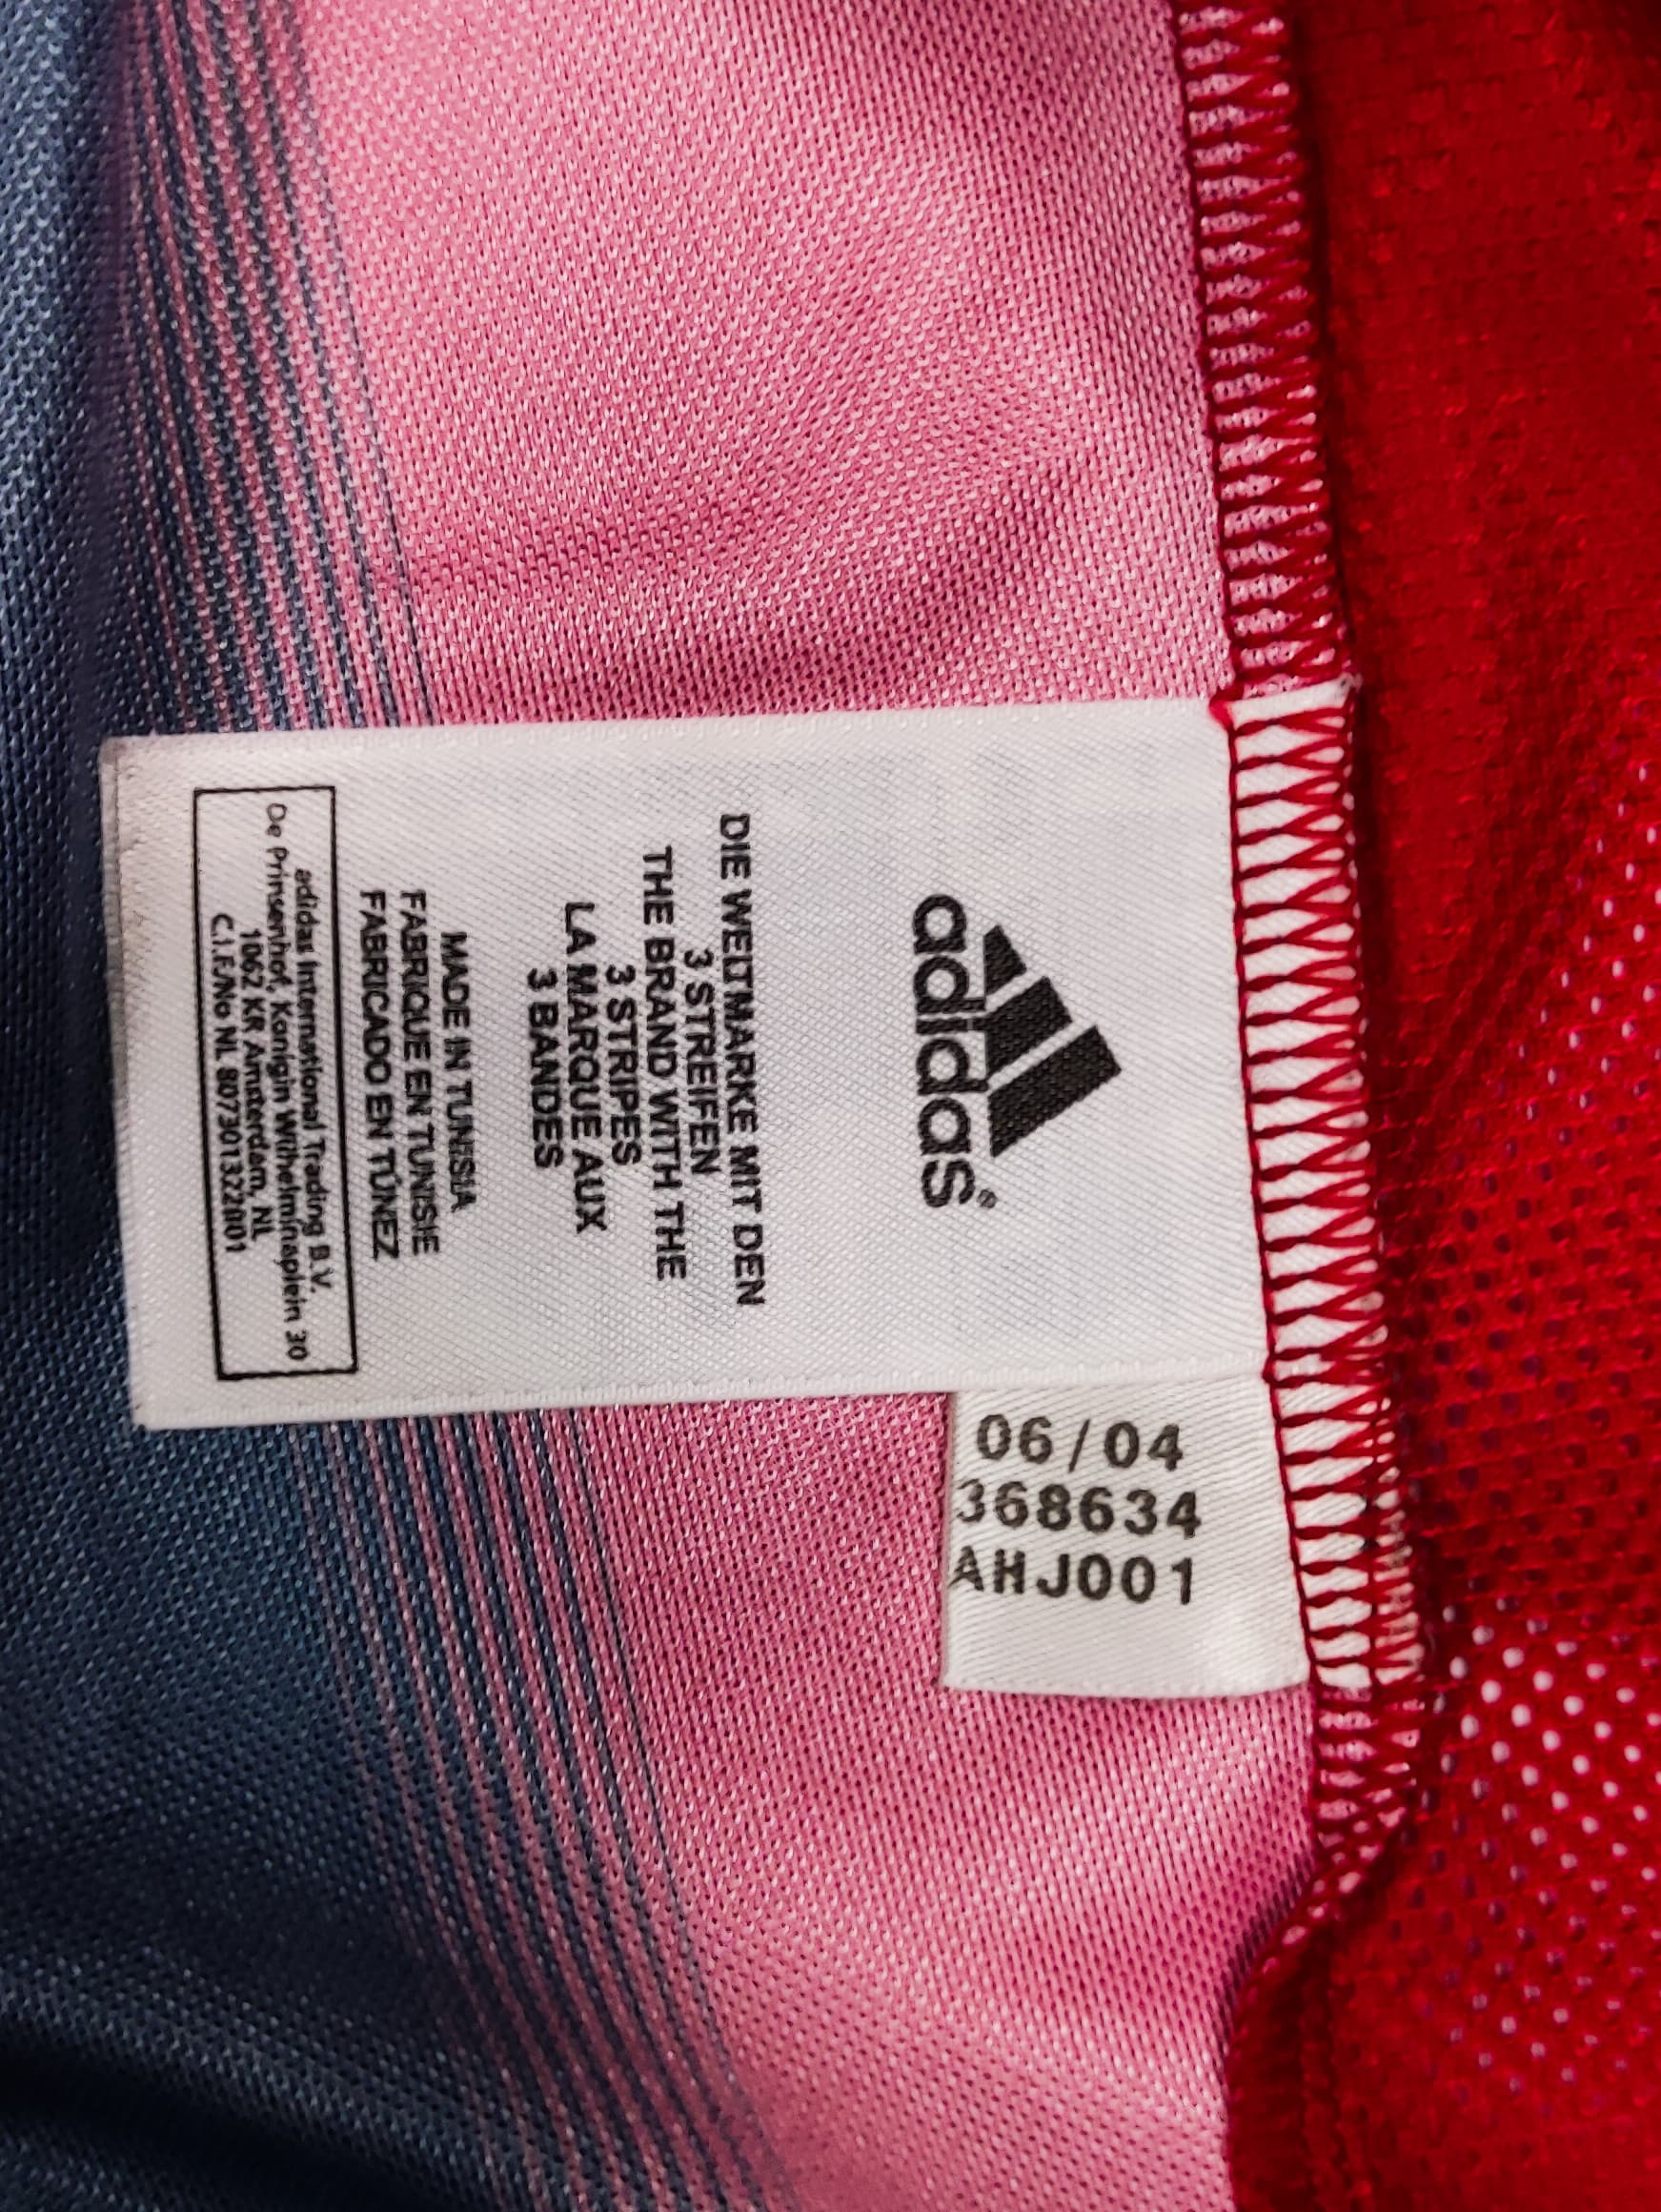 adidas®
DIE WELTMARKE MIT DEN
3 STREIFEN
THE BRAND WITH THE
3 STRIPES
LA MARQUE AUX
3 BANDES
MADE IN TUNISIA
FABRIQUE EN TUNISIE
FABRICADO EN TÚNEZ
adidas International Trading B.V.
De Prinsenhof, Konigin Wilhelminaplein 30
1062 KR Amsterdam, NL
C.I.F./No NL 807301322B01
06/04
368634
AHJ001